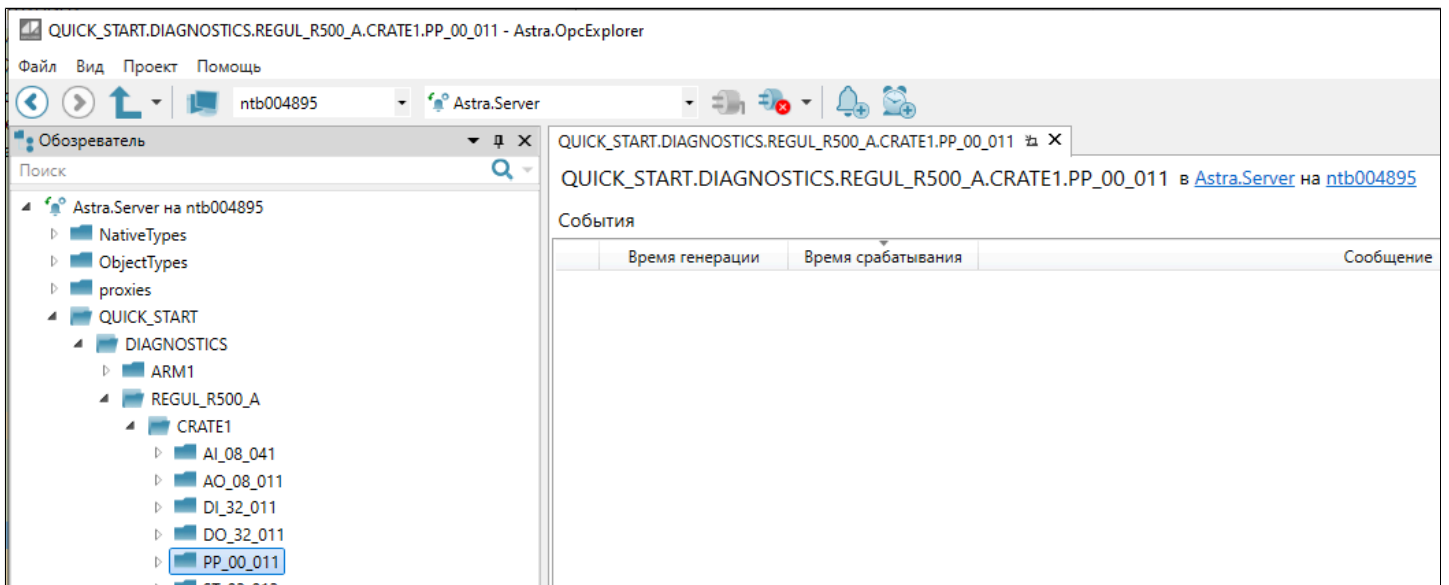 QUICK_START.DIAGNOSTICS.REGUL_R500_A.CRATE1.PP_00_011 - Astra.OpcExplorer
Файл Вид Проект Помощь
ntb004895 Astra.Server
Обозреватель
Поиск
Astra.Server на ntb004895
NativeTypes
ObjectTypes
proxies
QUICK_START
DIAGNOSTICS
ARM1
REGUL_R500_A
CRATE1
AI_08_041
AO_08_011
DI_32_011
DO_32_011
PP_00_011
QUICK_START.DIAGNOSTICS.REGUL_R500_A.CRATE1.PP_00_011
QUICK_START.DIAGNOSTICS.REGUL_R500_A.CRATE1.PP_00_011 в Astra.Server на ntb004895
События
Время генерации Время срабатывания Сообщение